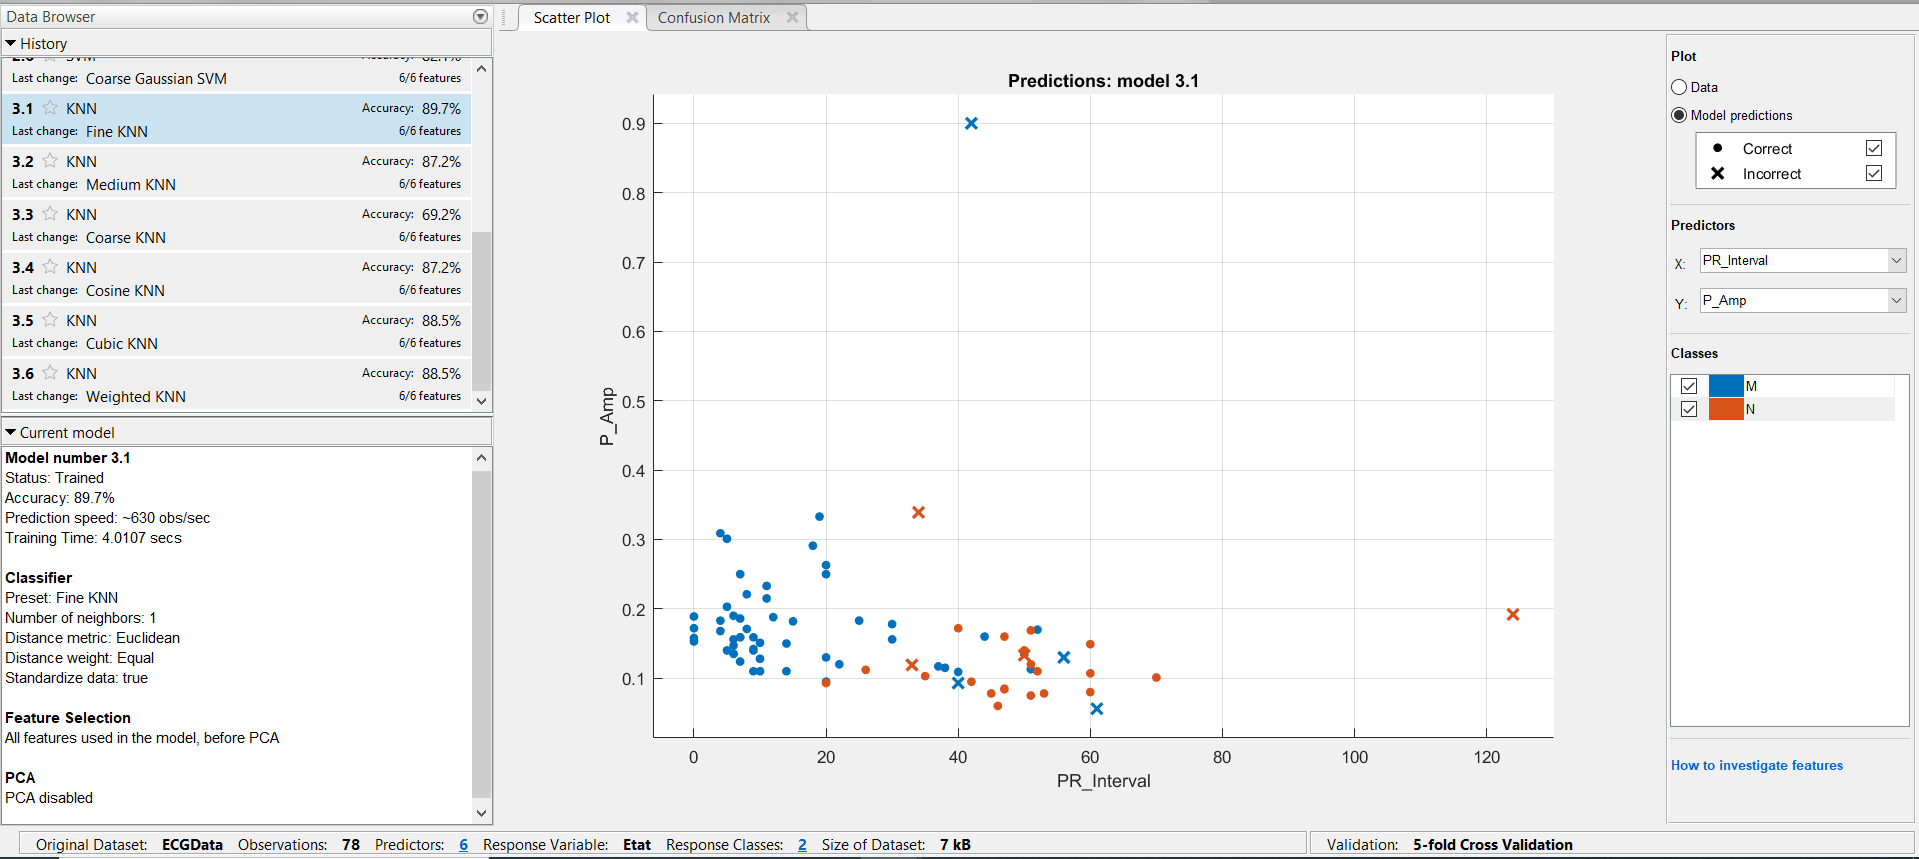 Data Browser
History
Last change: Coarse Gaussian SVM 6/6 features
3.1 KNN Accuracy: 89.7%
Last change: Fine KNN 6/6 features
3.2 KNN Accuracy: 87.2%
Last change: Medium KNN 6/6 features
3.3 KNN Accuracy: 69.2%
Last change: Coarse KNN 6/6 features
3.4 KNN Accuracy: 87.2%
Last change: Cosine KNN 6/6 features
3.5 KNN Accuracy: 88.5%
Last change: Cubic KNN 6/6 features
3.6 KNN Accuracy: 88.5%
Last change: Weighted KNN 6/6 features
Current model
Model number 3.1
Status: Trained
Accuracy: 89.7%
Prediction speed: ~630 obs/sec
Training Time: 4.0107 secs
Classifier
Preset: Fine KNN
Number of neighbors: 1
Distance metric: Euclidean
Distance weight: Equal
Standardize data: true
Feature Selection
All features used in the model, before PCA
PCA
PCA disabled
Scatter Plot Confusion Matrix
Predictions: model 3.1
0.9
0.8
0.7
0.6
0.5
0.4
0.3
0.2
0.1
P_Amp
0 20 40 60 80 100 120
PR_Interval
Plot
Data
Model predictions
Correct
Incorrect
Predictors
X: PR_Interval
Y: P_Amp
Classes
M
N
How to investigate features
Original Dataset: ECGData Observations: 78 Predictors: 6 Response Variable: Etat Response Classes: 2 Size of Dataset: 7 kB
Validation: 5-fold Cross Validation